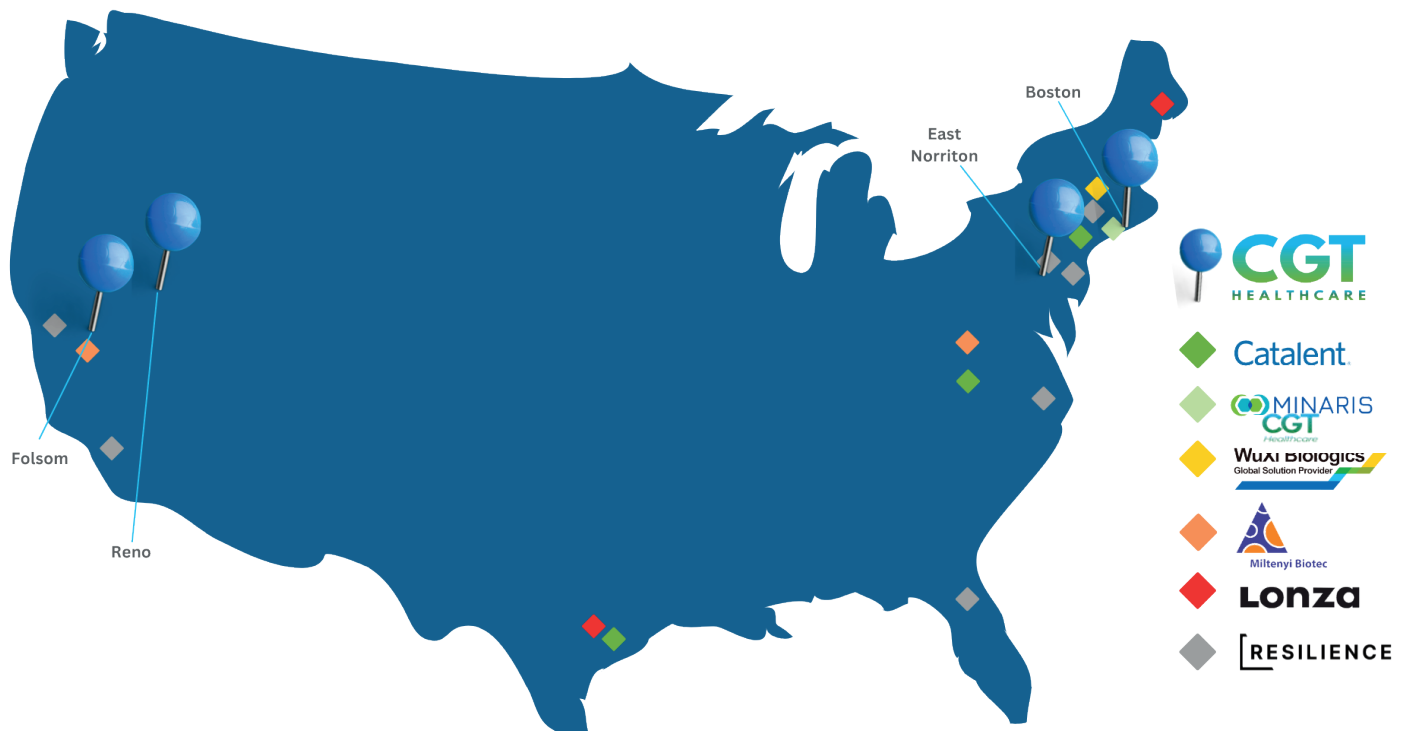 Boston
East
Norriton
Folsom
Reno
CGT
HEALTHCARE
Catalent
MINARIS
CGT
Healthcare
WuXi Biologics
Global Solution Provider
Miltenyi Biotec
Lonza
RESILIENCE